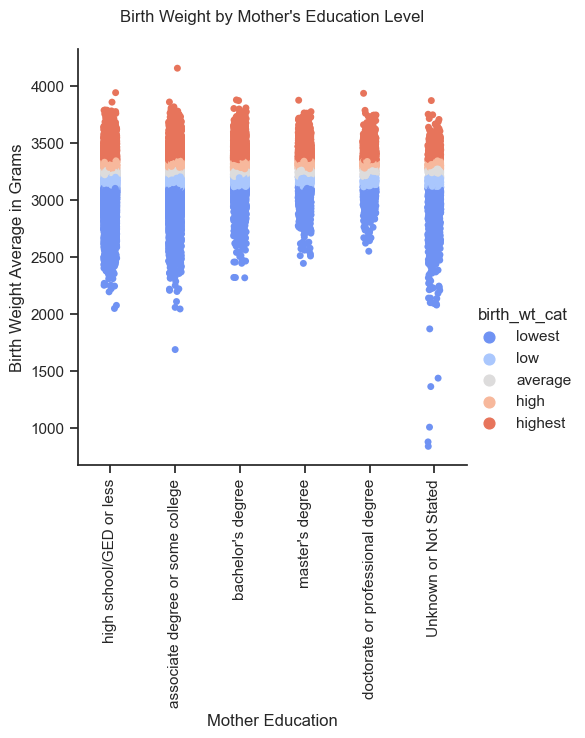 Birth Weight by Mother's Education Level
Birth Weight Average in Grams
4000
3500
3000
2500
2000
1500
1000
birth_wt_cat
lowest
low
average
high
highest
high school/GED or less
associate degree or some college
bachelor's degree
master's degree
doctorate or professional degree
Unknown or Not Stated
Mother Education